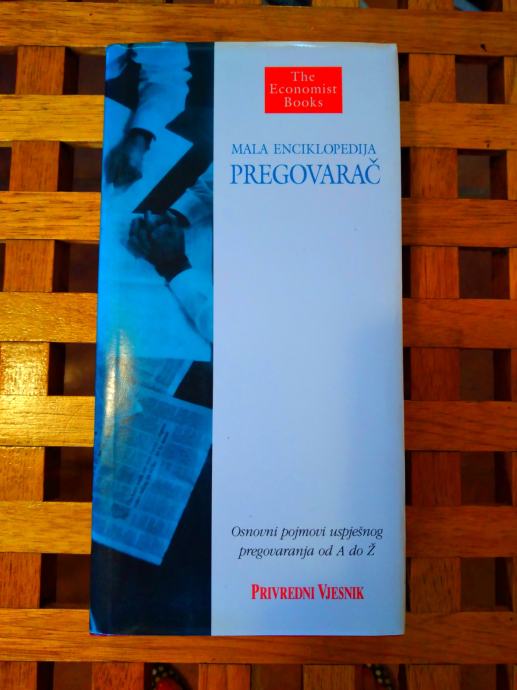 The
Economist
Books
MALA ENCIKLOPEDIJA
PREGOVARAČ
Osnovni pojmovi uspješnog
pregovaranja od A do Ž
PRIVREDNI VJESNIK